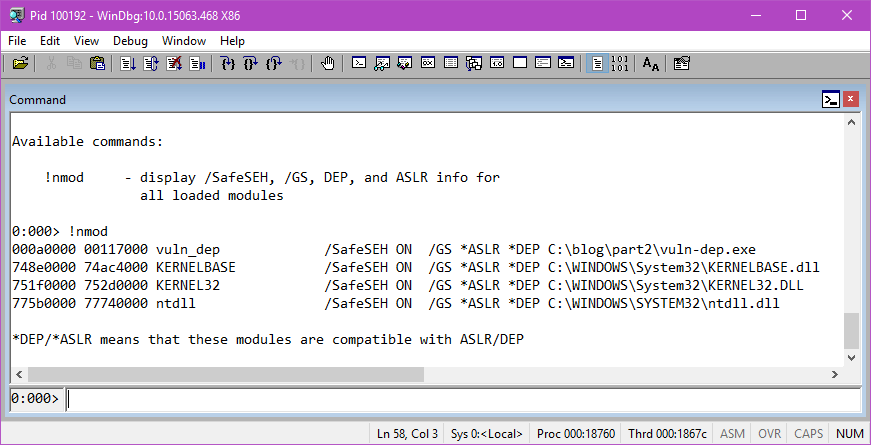 Pid 100192 - WinDbg:10.0.15063.468 X86
File Edit View Debug Window Help
Command
Available commands:
!nmod - display /SafeSEH, /GS, DEP, and ASLR info for
all loaded modules
0:000> !nmod
000a0000 00117000 vuln_dep /SafeSEH ON /GS *ASLR *DEP C:\blog\part2\vuln-dep.exe
748e0000 74ac4000 KERNELBASE /SafeSEH ON /GS *ASLR *DEP C:\WINDOWS\System32\KERNELBASE.dll
751f0000 752d0000 KERNEL32 /SafeSEH ON /GS *ASLR *DEP C:\WINDOWS\System32\KERNEL32.DLL
775b0000 77740000 ntdll /SafeSEH ON /GS *ASLR *DEP C:\WINDOWS\SYSTEM32\ntdll.dll
*DEP/*ASLR means that these modules are compatible with ASLR/DEP
0:000>
Ln 58, Col 3 Sys 0:<Local> Proc 000:18760 Thrd 000:1867c ASM OVR CAPS NUM